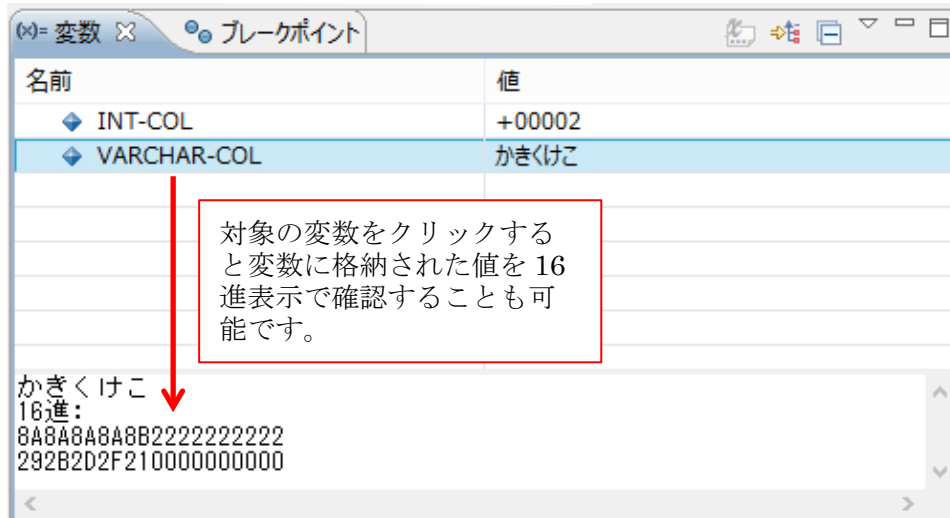 (x)= 変数 ブレークポイント
名前 値
INT-COL +00002
VARCHAR-COL かきくけこ
対象の変数をクリックする
と変数に格納された値を 16
進表示で確認することも可
能です。
かきくけこ
16進:
8A8A8A8A8B2222222222
292B2D2F210000000000